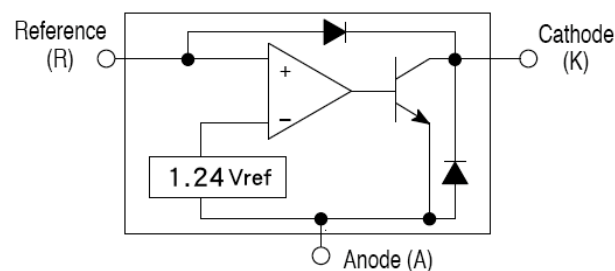 Reference
(R)
Cathode
(K)
+
−
1.24 Vref
Anode (A)